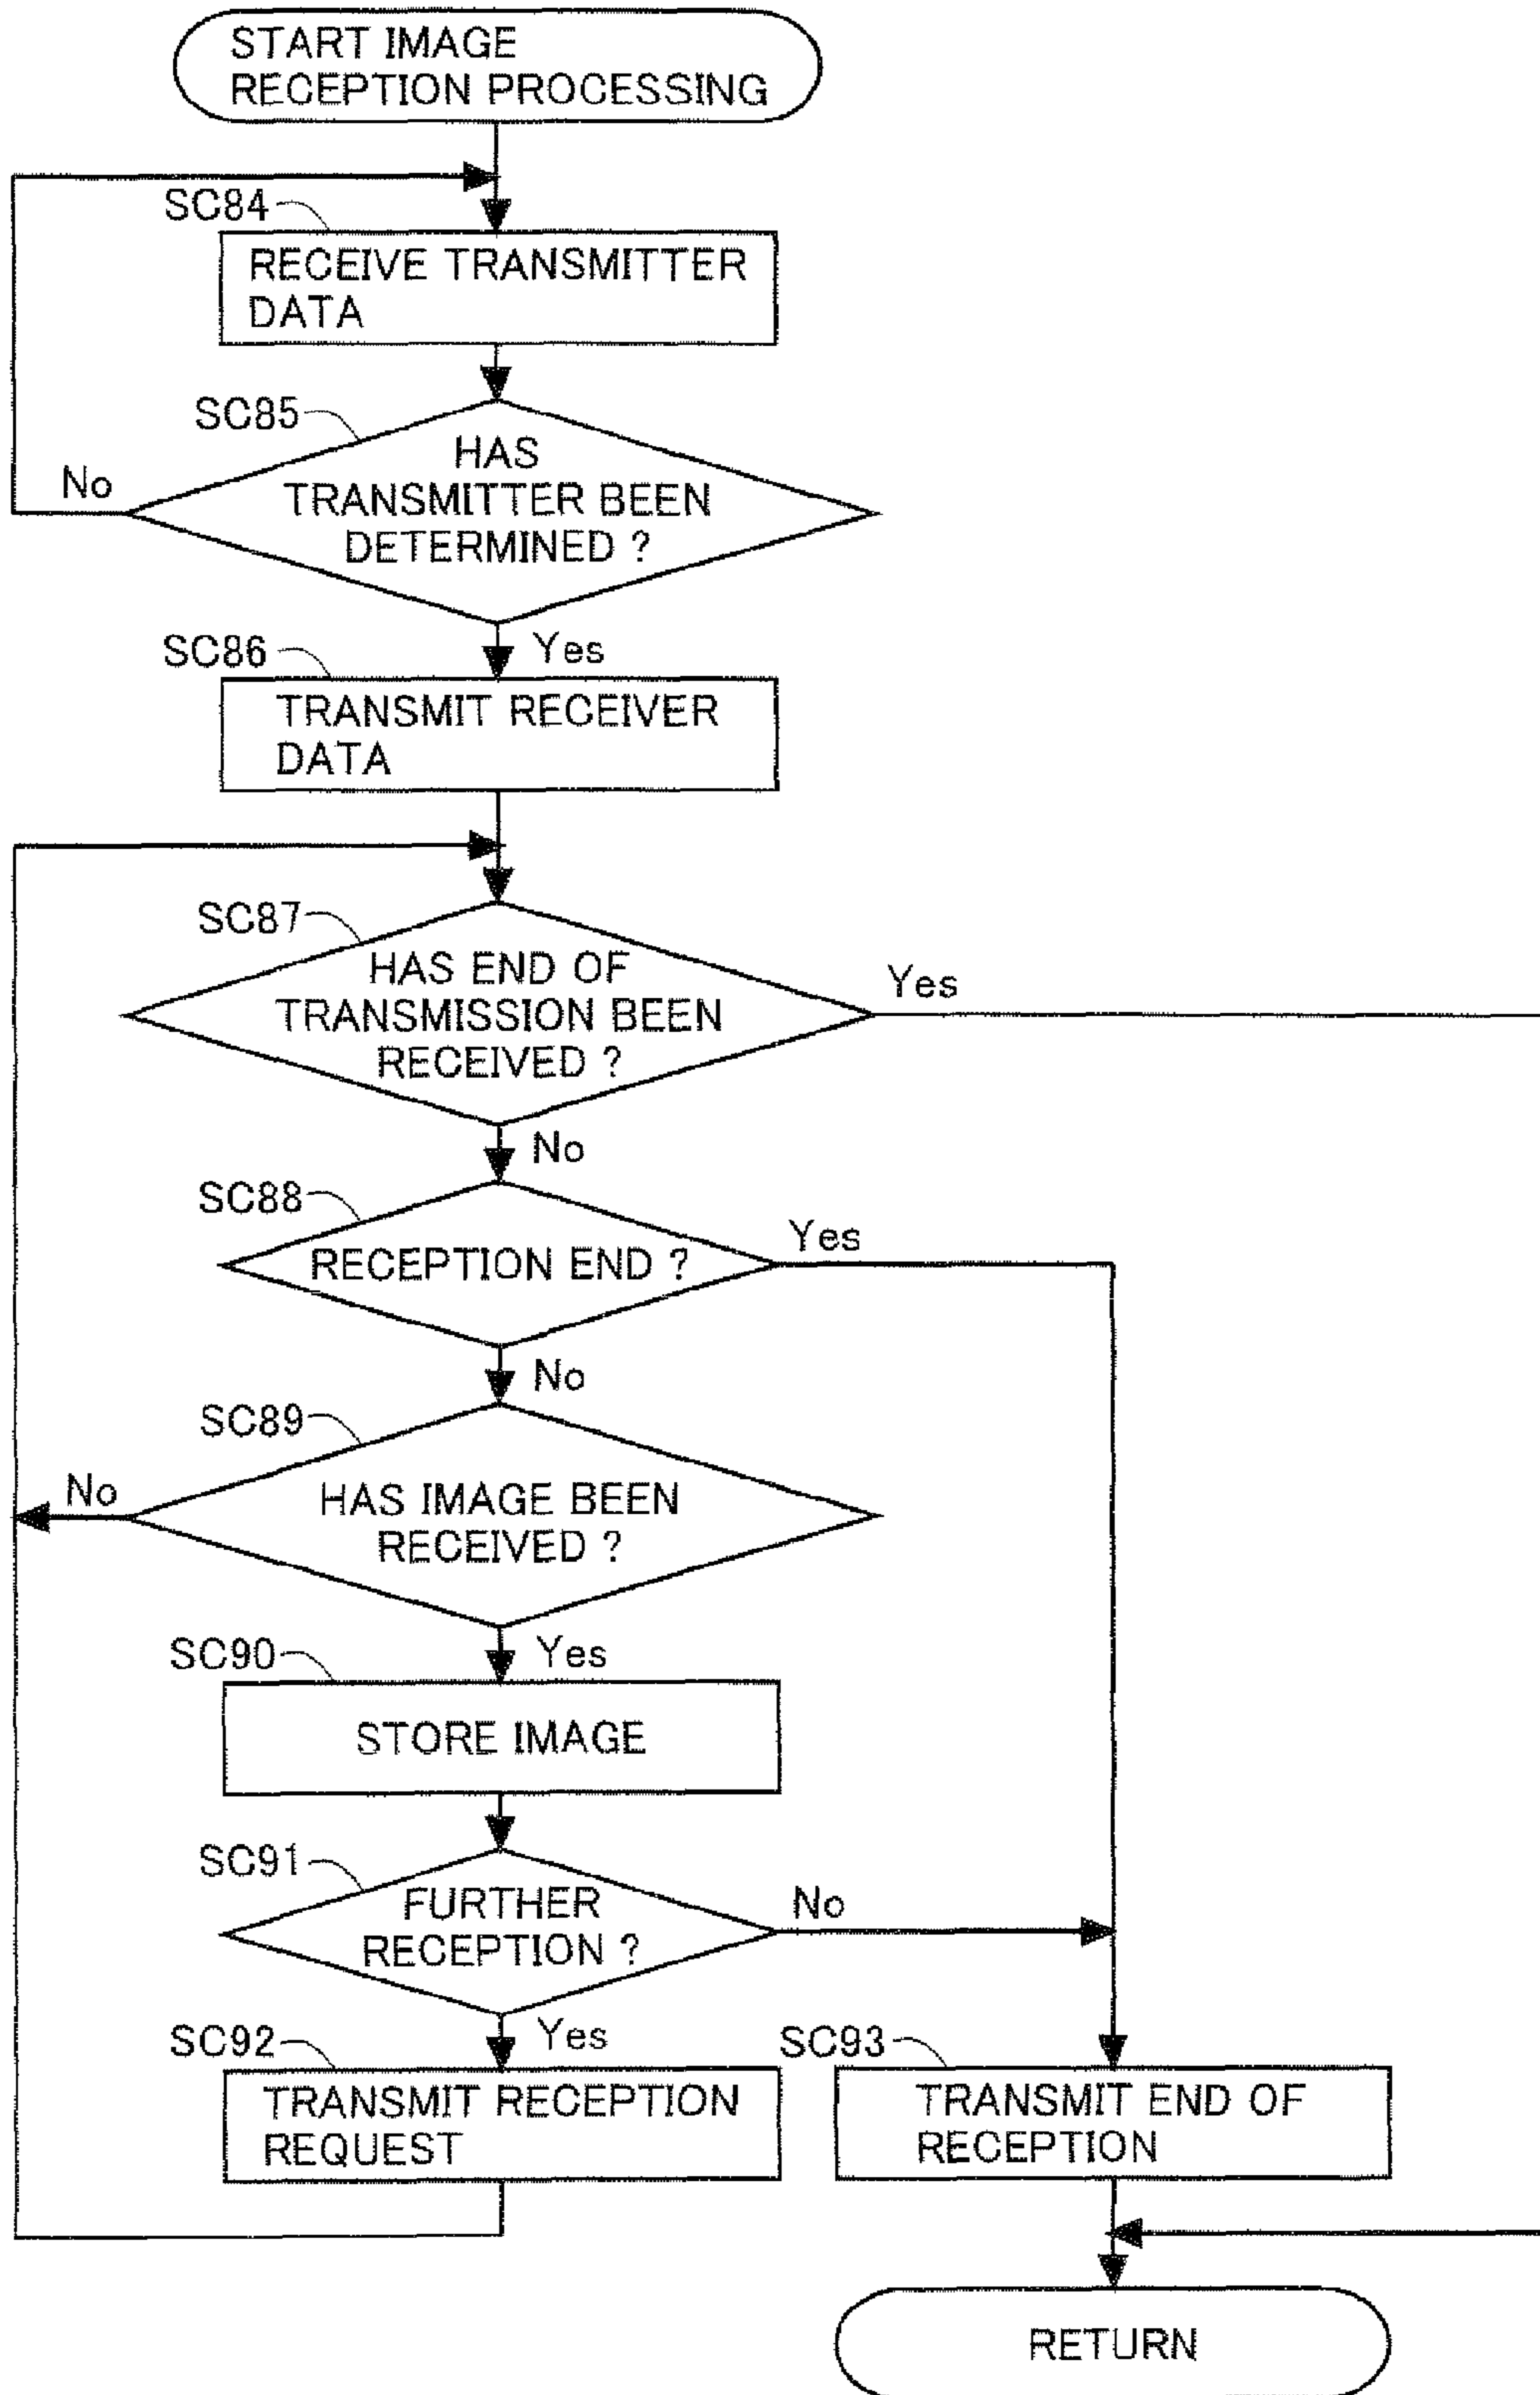 START IMAGE
RECEPTION PROCESSING
SC84
RECEIVE TRANSMITTER
DATA
SC85
HAS
TRANSMITTER BEEN
DETERMINED ?
No
Yes
SC86
TRANSMIT RECEIVER
DATA
SC87
HAS END OF
TRANSMISSION BEEN
RECEIVED ?
Yes
No
SC88
RECEPTION END ?
Yes
No
SC89
HAS IMAGE BEEN
RECEIVED ?
No
Yes
SC90
STORE IMAGE
SC91
FURTHER
RECEPTION ?
No
Yes
SC92
TRANSMIT RECEPTION
REQUEST
SC93
TRANSMIT END OF
RECEPTION
RETURN